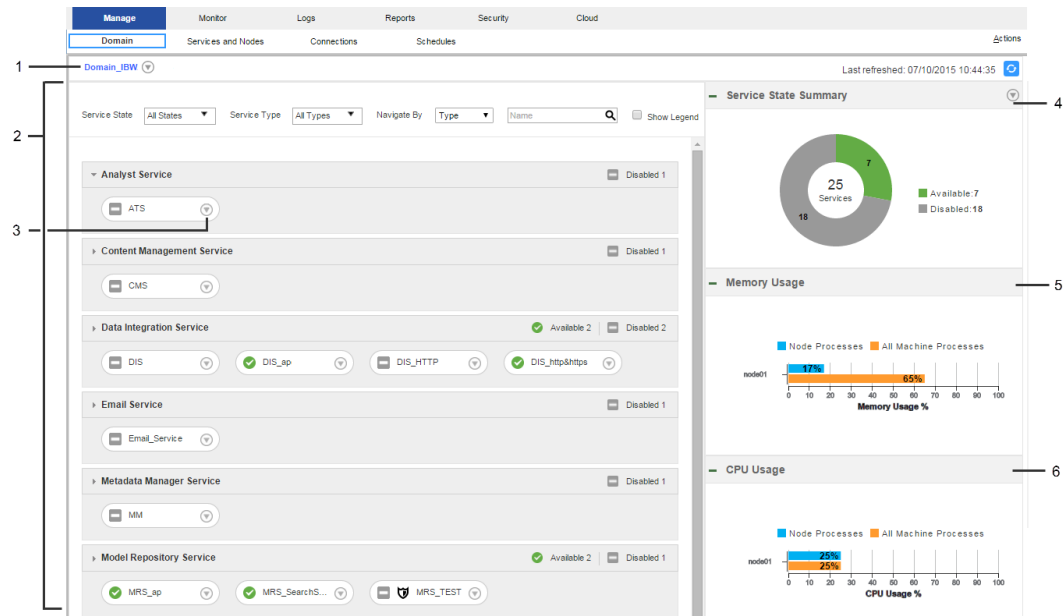 Manage Monitor Logs Reports Security Cloud
Domain Services and Nodes Connections Schedules Actions
1 Domain_IBW Last refreshed: 07/10/2015 10:44:35
2
Service State All States Service Type All Types Navigate By Type Name Show Legend
Analyst Service Disabled 1
ATS
3
Content Management Service Disabled 1
CMS
Data Integration Service Available 2 Disabled 2
DIS DIS_ap DIS_HTTP DIS_http&https
Email Service Disabled 1
Email_Service
Metadata Manager Service Disabled 1
MM
Model Repository Service Available 2 Disabled 1
MRS_ap MRS_SearchS... MRS_TEST
Service State Summary 4
7
25
Services
18
Available:7
Disabled:18
Memory Usage 5
Node Processes All Machine Processes
node01 17%
65%
0 10 20 30 40 50 60 70 80 90 100
Memory Usage %
CPU Usage 6
Node Processes All Machine Processes
node01 25%
25%
0 10 20 30 40 50 60 70 80 90 100
CPU Usage %